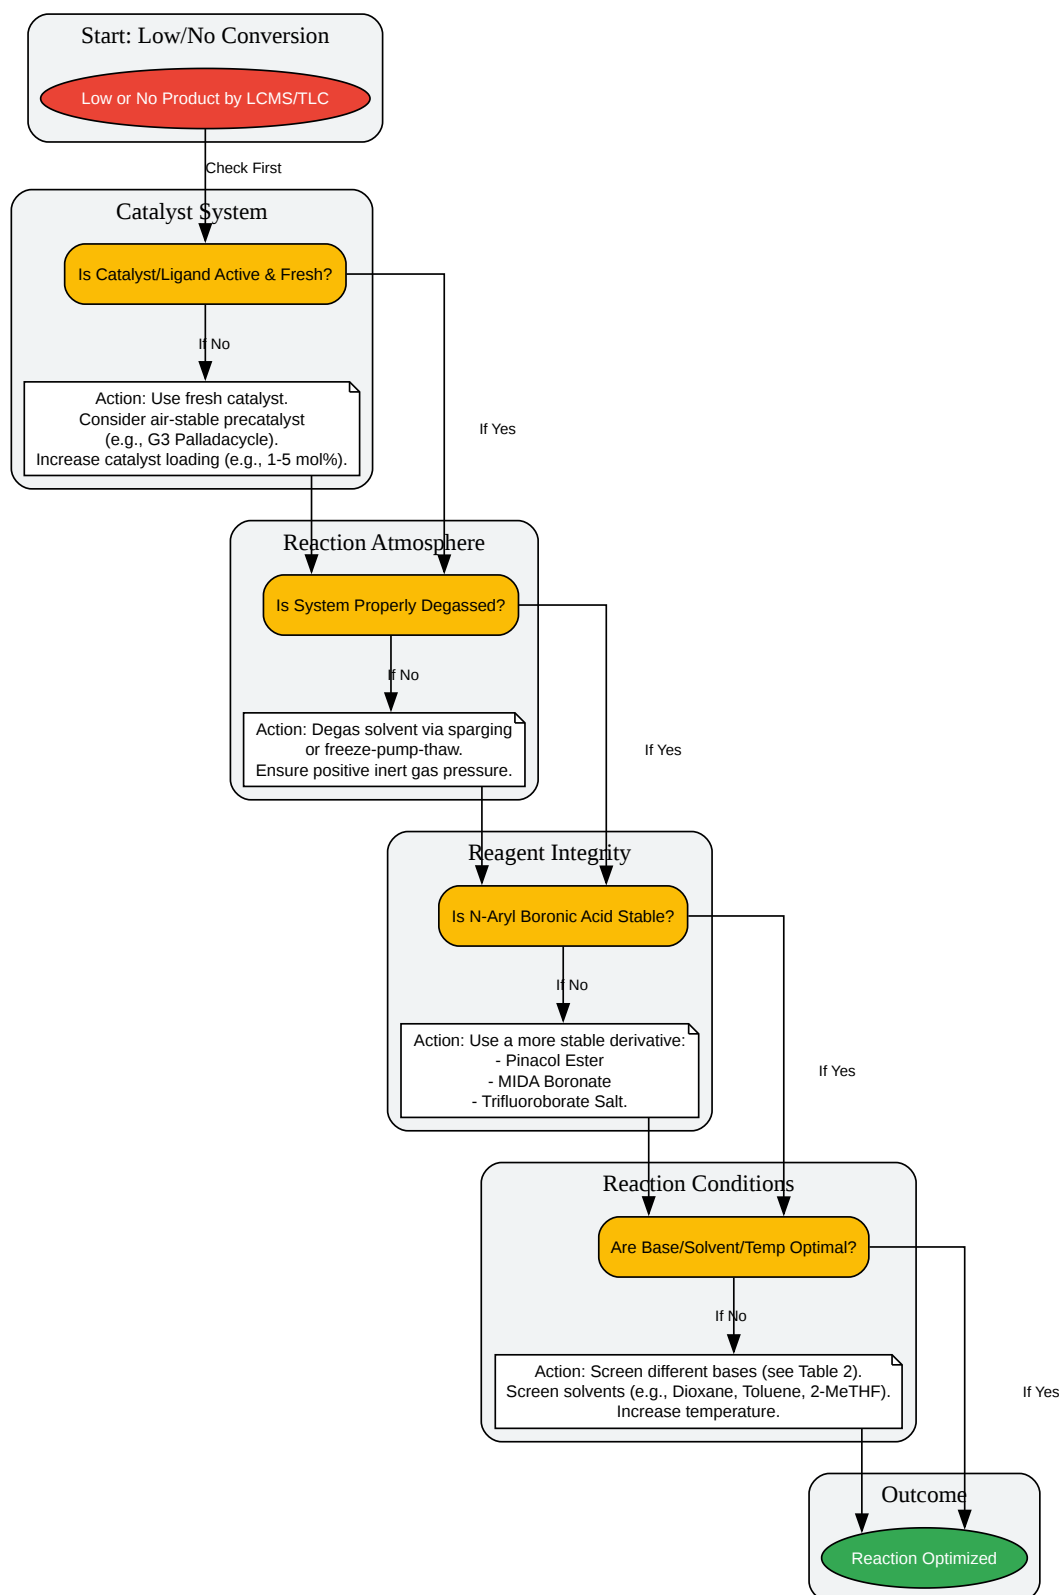 Start: Low/No Conversion
Low or No Product by LCMS/TLC
Check First
Catalyst System
Is Catalyst/Ligand Active & Fresh?
If No
Action: Use fresh catalyst.
Consider air-stable precatalyst
(e.g., G3 Palladacycle).
Increase catalyst loading (e.g., 1-5 mol%).
If Yes
Reaction Atmosphere
Is System Properly Degassed?
If No
Action: Degas solvent via sparging
or freeze-pump-thaw.
Ensure positive inert gas pressure.
If Yes
Reagent Integrity
Is N-Aryl Boronic Acid Stable?
If No
Action: Use a more stable derivative:
- Pinacol Ester
- MIDA Boronate
- Trifluoroborate Salt.
If Yes
Reaction Conditions
Are Base/Solvent/Temp Optimal?
If No
Action: Screen different bases (see Table 2).
Screen solvents (e.g., Dioxane, Toluene, 2-MeTHF).
Increase temperature.
If Yes
Outcome
Reaction Optimized